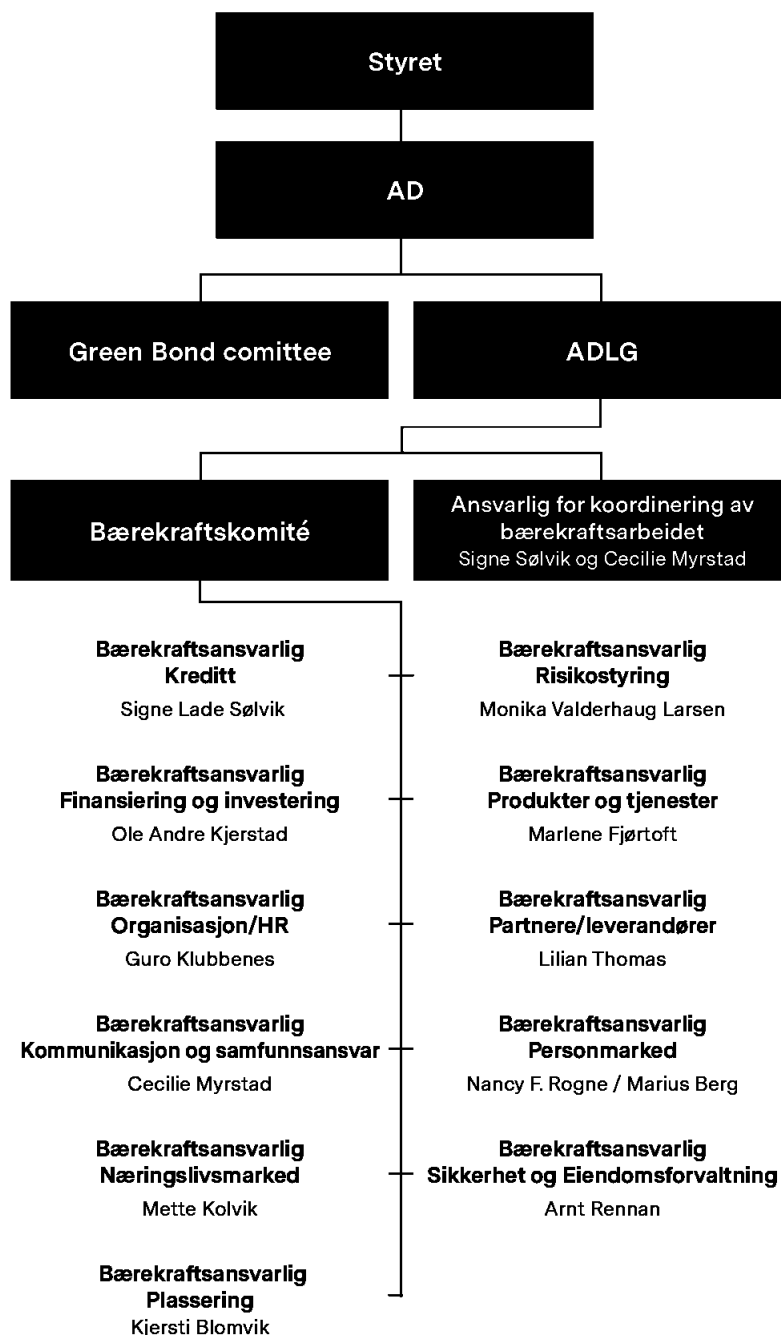 Styret
AD
Green Bond comittee
ADLG
Bærekraftskomité
Ansvarlig for koordinering av
bærekraftsarbeidet
Signe Sølvik og Cecilie Myrstad
Bærekraftsansvarlig
Kreditt
Signe Lade Sølvik
Bærekraftsansvarlig
Risikostyring
Monika Valderhaug Larsen
Bærekraftsansvarlig
Finansiering og investering
Ole Andre Kjerstad
Bærekraftsansvarlig
Produkter og tjenester
Marlene Fjørtoft
Bærekraftsansvarlig
Organisasjon/HR
Guro Klubbenes
Bærekraftsansvarlig
Partnere/leverandører
Lilian Thomas
Bærekraftsansvarlig
Kommunikasjon og samfunnsansvar
Cecilie Myrstad
Bærekraftsansvarlig
Personmarked
Nancy F. Rogne / Marius Berg
Bærekraftsansvarlig
Næringslivsmarked
Mette Kolvik
Bærekraftsansvarlig
Sikkerhet og Eiendomsforvaltning
Arnt Rennan
Bærekraftsansvarlig
Plassering
Kjersti Blomvik